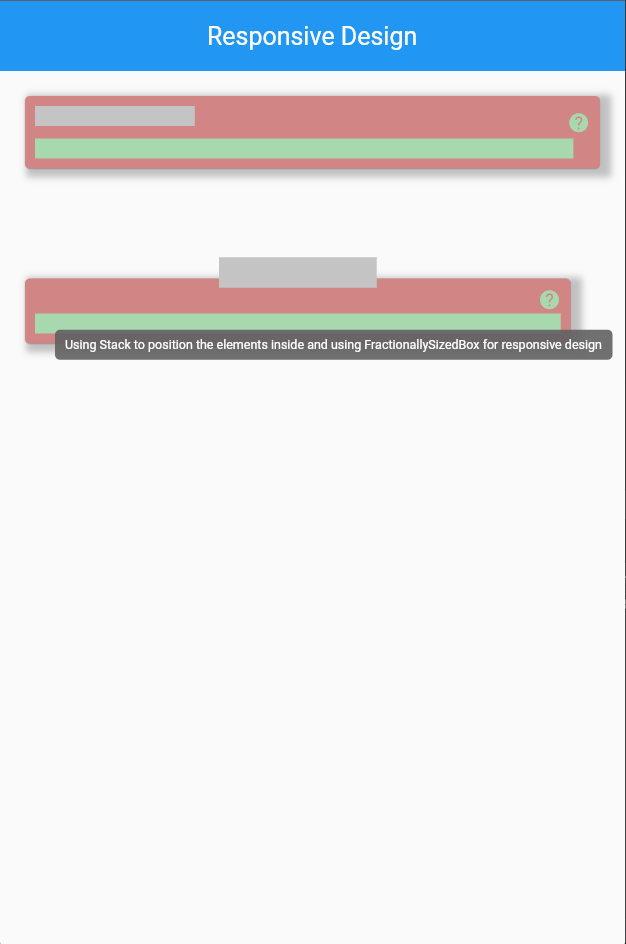 Responsive Design
?
?
Using Stack to position the elements inside and using FractionallySizedBox for responsive design